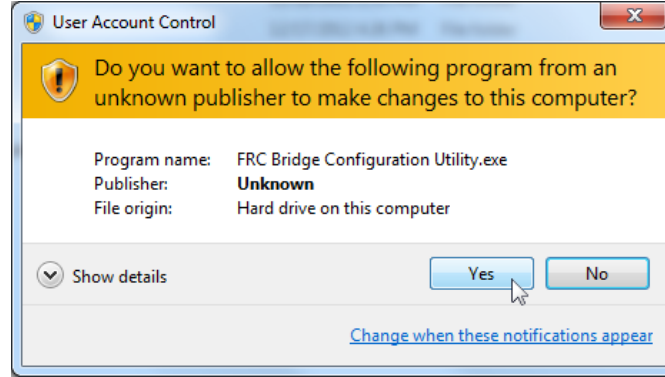 User Account Control
Do you want to allow the following program from an
unknown publisher to make changes to this computer?
Program name: FRC Bridge Configuration Utility.exe
Publisher: Unknown
File origin: Hard drive on this computer
Show details
Yes No
Change when these notifications appear